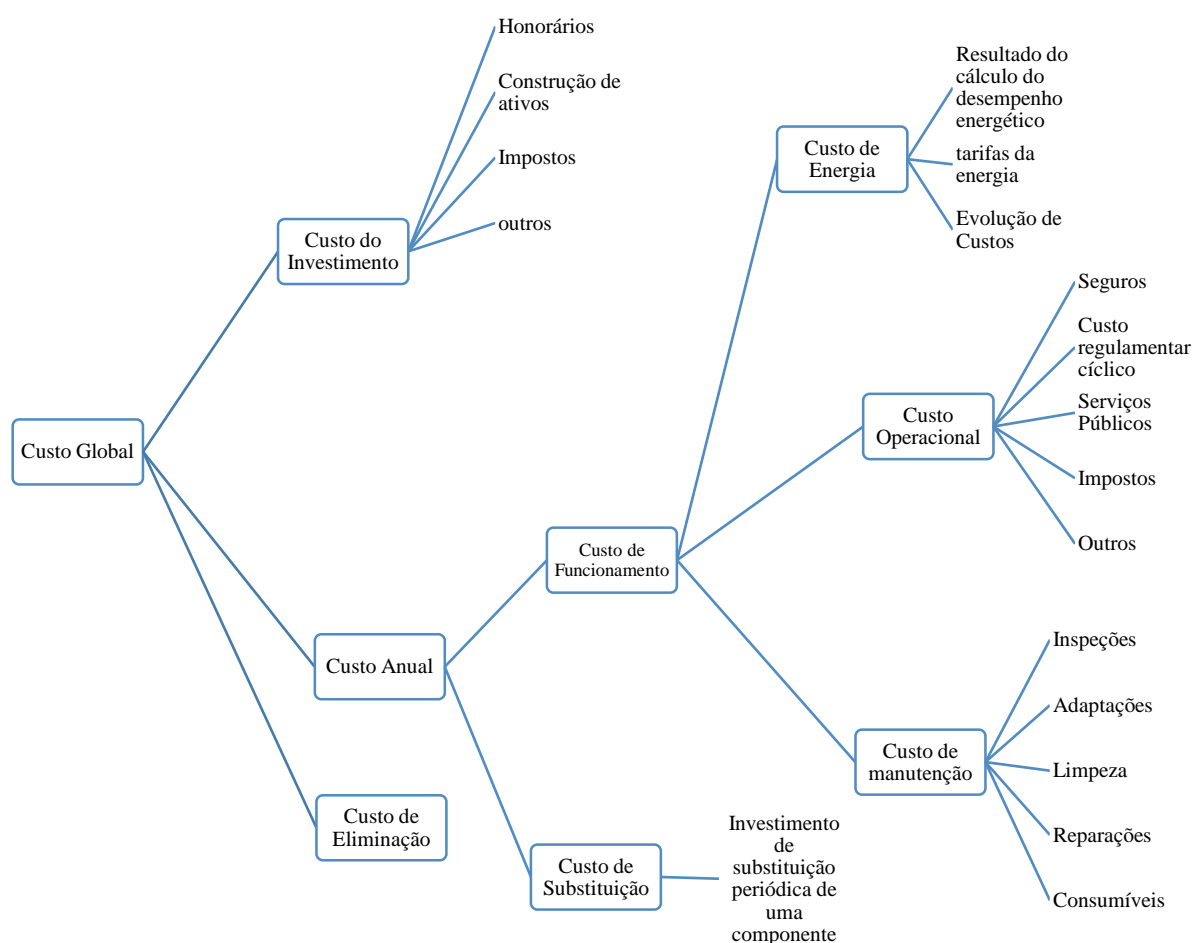 Honorários
Construção de
ativos
Impostos
outros
Custo do
Investimento
Custo Global
Custo Anual
Custo de
Eliminação
Custo de
Funcionamento
Custo de
Substituição
Investimento
de
substituição
periódica de
uma
componente
Custo de
Energia
Resultado do
cálculo do
desempenho
energético
tarifas da
energia
Evolução de
Custos
Custo
Operacional
Seguros
Custo
regulamentar
cíclico
Serviços
Públicos
Impostos
Outros
Custo de
manutenção
Inspeções
Adaptações
Limpeza
Reparações
Consumíveis